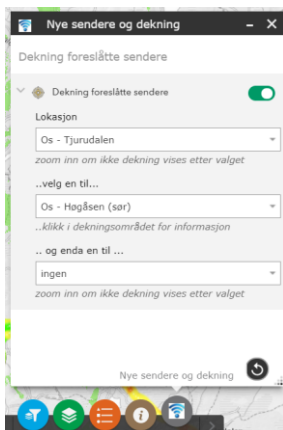 Nye sendere og dekning
Dekning foreslåtte sendere
Dekning foreslåtte sendere
Lokasjon
Os - Tjurudalen
zoom inn om ikke dekning vises etter valget
..velg en til...
Os - Høgåsen (sør)
..klikk i dekningsområdet for informasjon
.. og enda en til ...
ingen
zoom inn om ikke dekning vises etter valget
Nye sendere og dekning